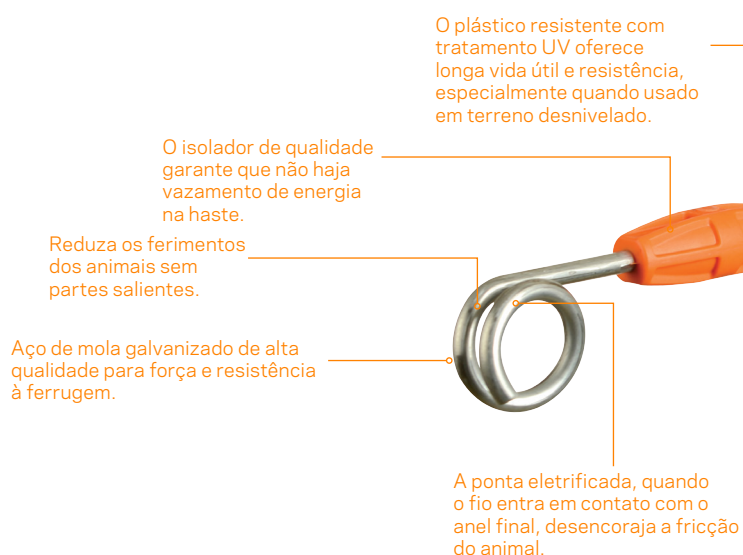 O plástico resistente com
tratamento UV oferece
longa vida útil e resistência,
especialmente quando usado
em terreno desnivelado.
O isolador de qualidade
garante que não haja
vazamento de energia
na haste.
Reduza os ferimentos
dos animais sem
partes salientes.
Aço de mola galvanizado de alta
qualidade para força e resistência
à ferrugem.
A ponta eletrificada, quando
o fio entra em contato com o
anel final, desencoraja a fricção
do animal.